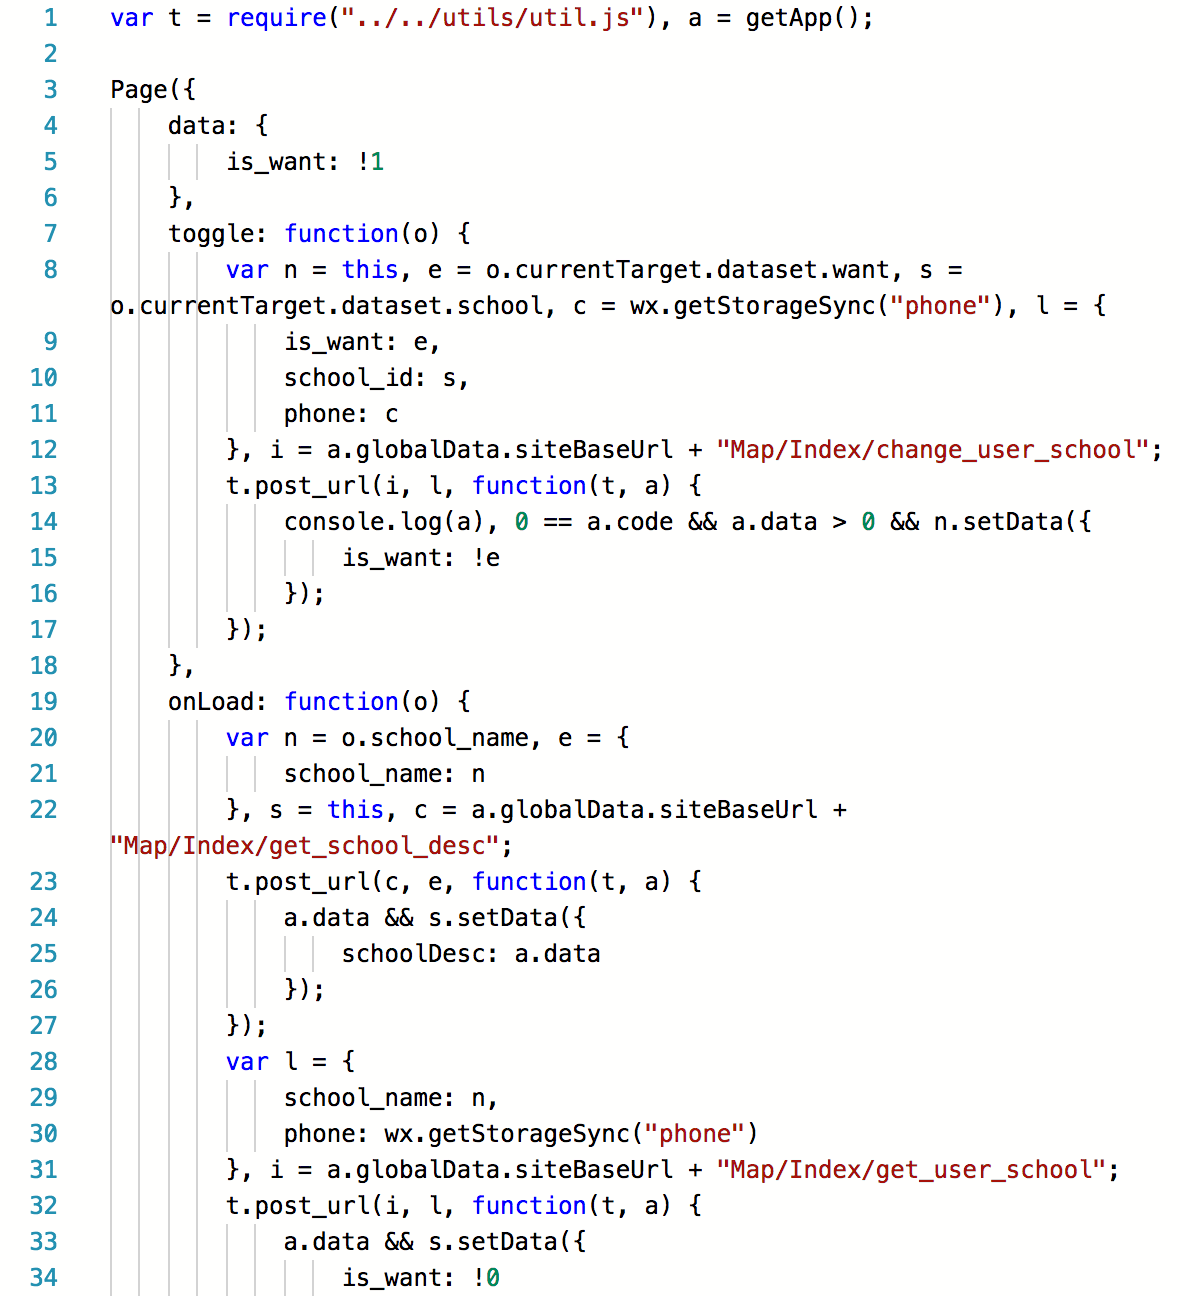 1 var t = require("../../utils/util.js"), a = getApp();
2
3 Page({
4 data: {
5 is_want: !1
6 },
7 toggle: function(o) {
8 var n = this, e = o.currentTarget.dataset.want, s =
o.currentTarget.dataset.school, c = wx.getStorageSync("phone"), l = {
9 is_want: e,
10 school_id: s,
11 phone: c
12 }, i = a.globalData.siteBaseUrl + "Map/Index/change_user_school";
13 t.post_url(i, l, function(t, a) {
14 console.log(a), 0 == a.code && a.data > 0 && n.setData({
15 is_want: !e
16 });
17 });
18 },
19 onLoad: function(o) {
20 var n = o.school_name, e = {
21 school_name: n
22 }, s = this, c = a.globalData.siteBaseUrl +
"Map/Index/get_school_desc";
23 t.post_url(c, e, function(t, a) {
24 a.data && s.setData({
25 schoolDesc: a.data
26 });
27 });
28 var l = {
29 school_name: n,
30 phone: wx.getStorageSync("phone")
31 }, i = a.globalData.siteBaseUrl + "Map/Index/get_user_school";
32 t.post_url(i, l, function(t, a) {
33 a.data && s.setData({
34 is_want: !0